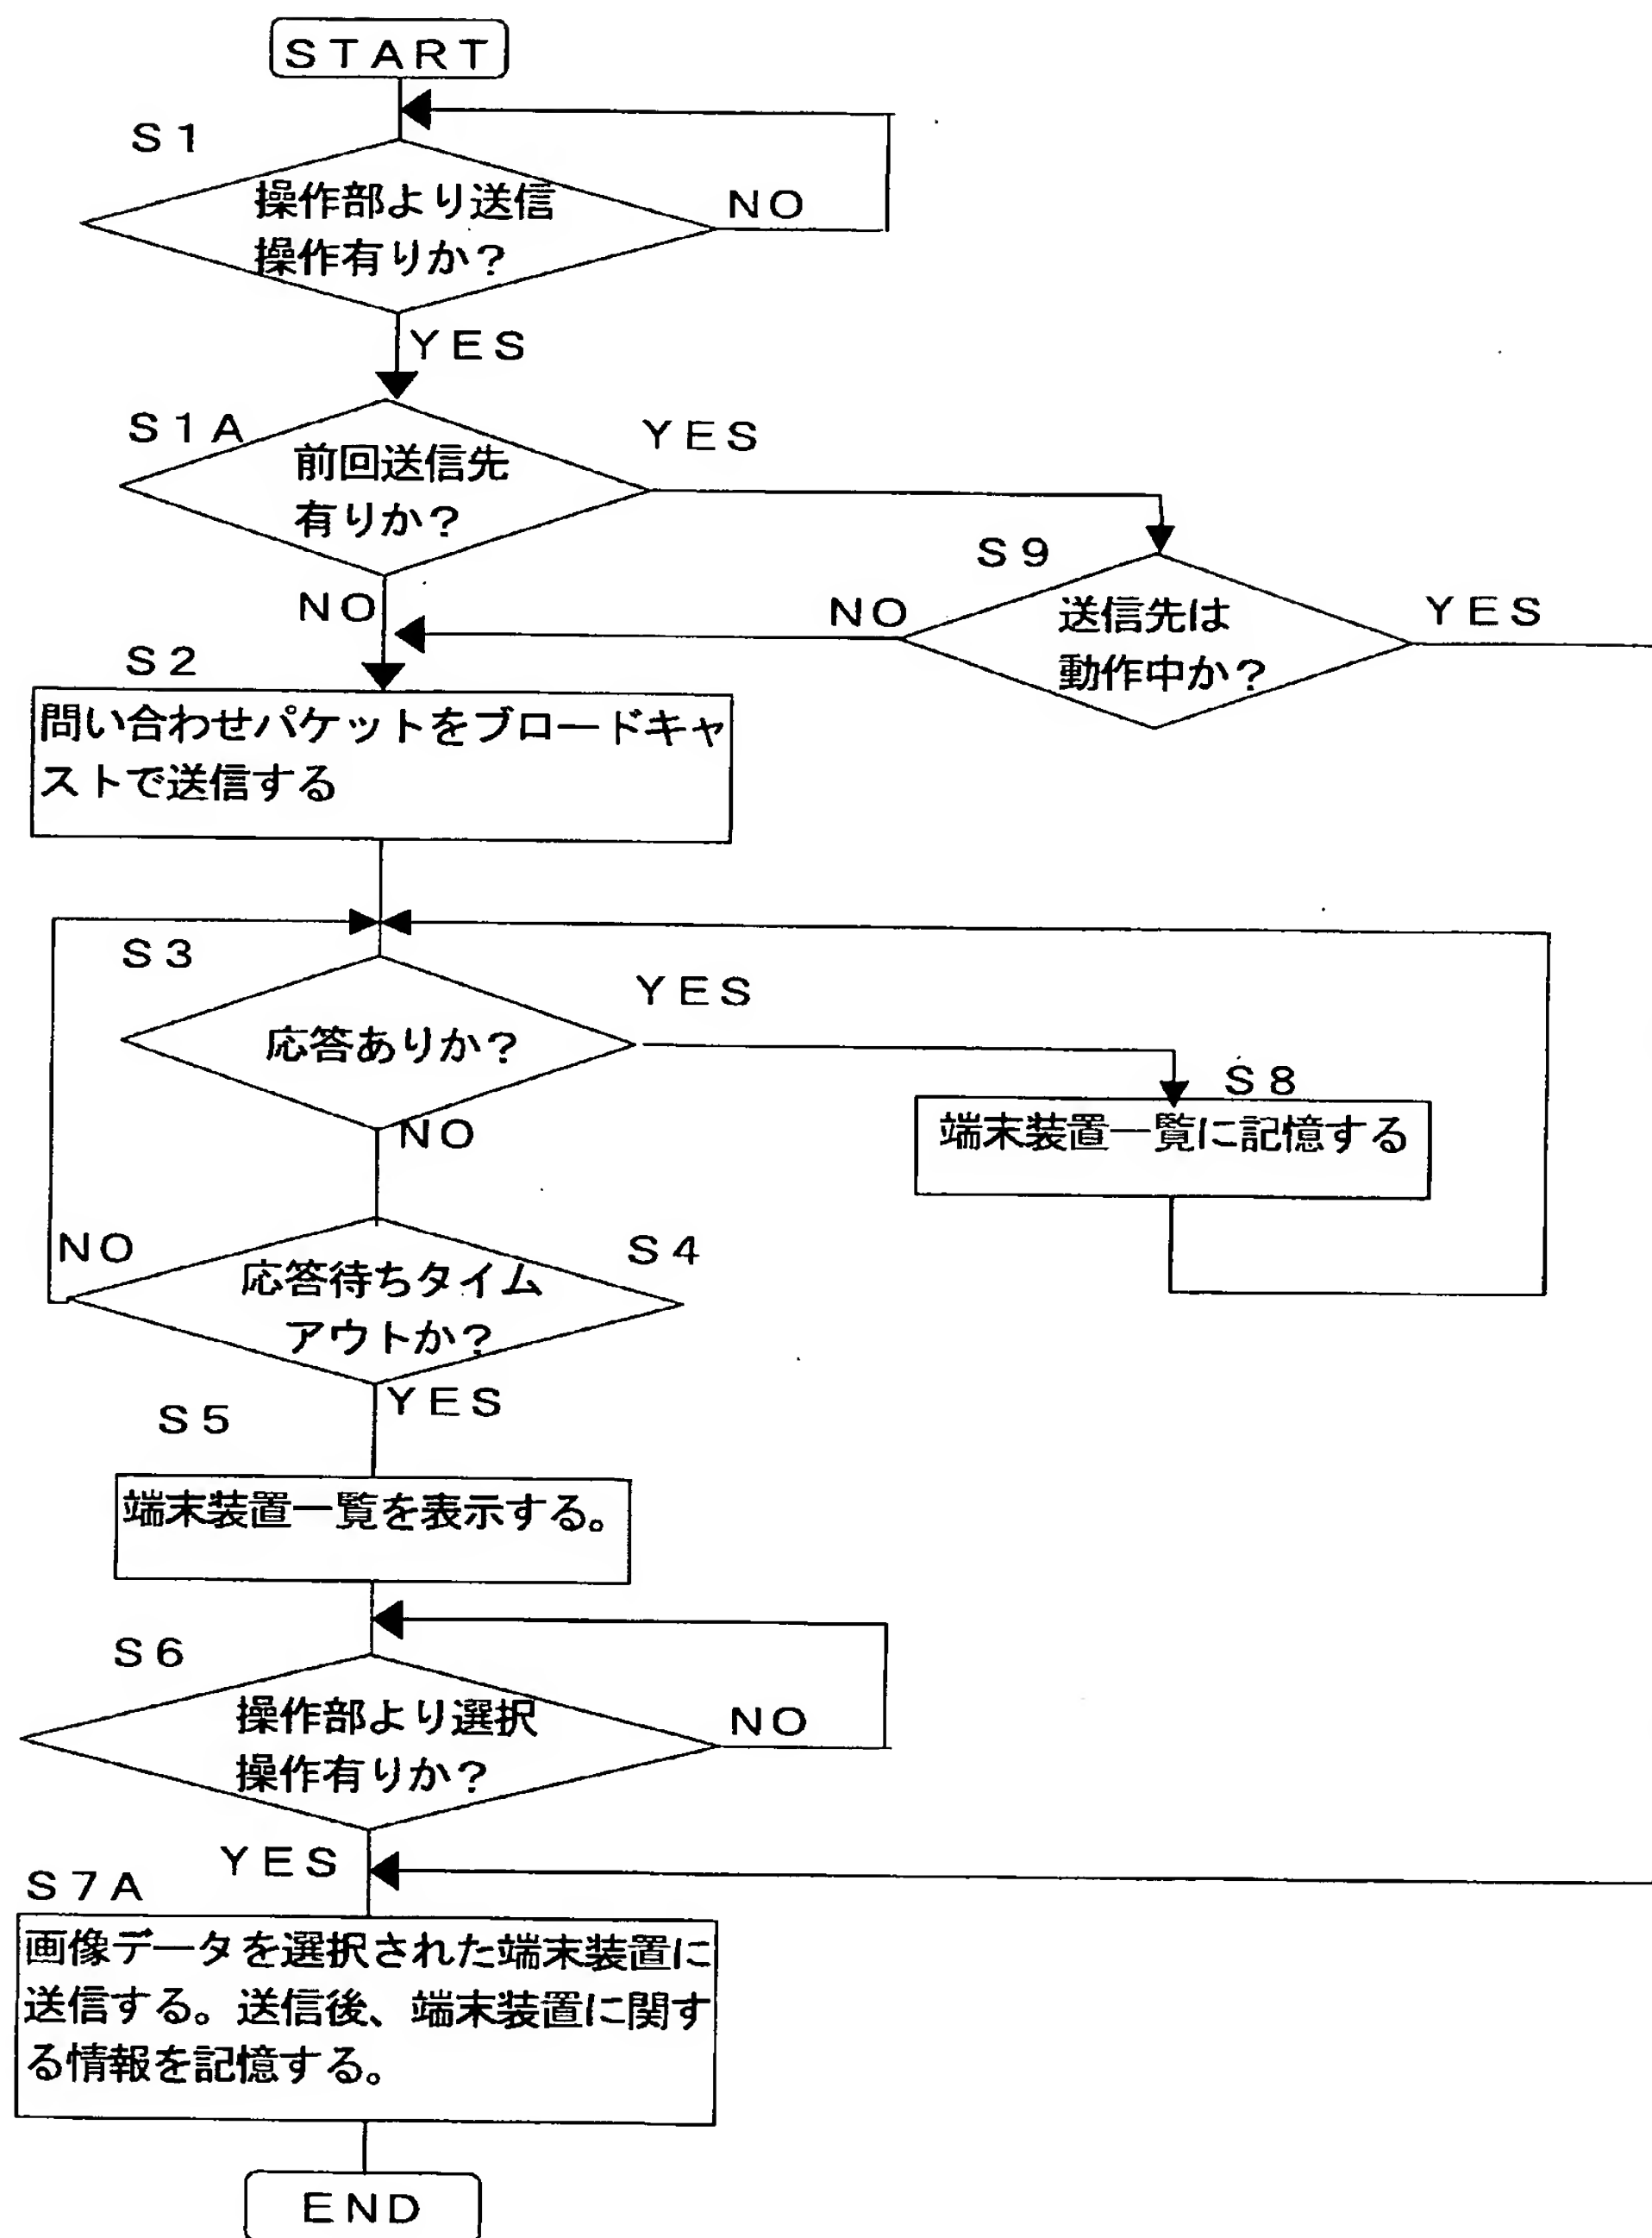 START
S1
操作部より送信
操作有りか？
NO
YES
S1A
前回送信先
有りか？
YES
NO
S9
送信先は
動作中か？
NO
YES
S2
問い合わせパケットをブロードキャ
ストで送信する
S3
応答ありか？
YES
NO
S8
端末装置一覧に記憶する
S4
応答待ちタイム
アウトか？
NO
YES
S5
端末装置一覧を表示する。
S6
操作部より選択
操作有りか？
NO
YES
S7A
画像データを選択された端末装置に
送信する。送信後、端末装置に関す
る情報を記憶する。
END